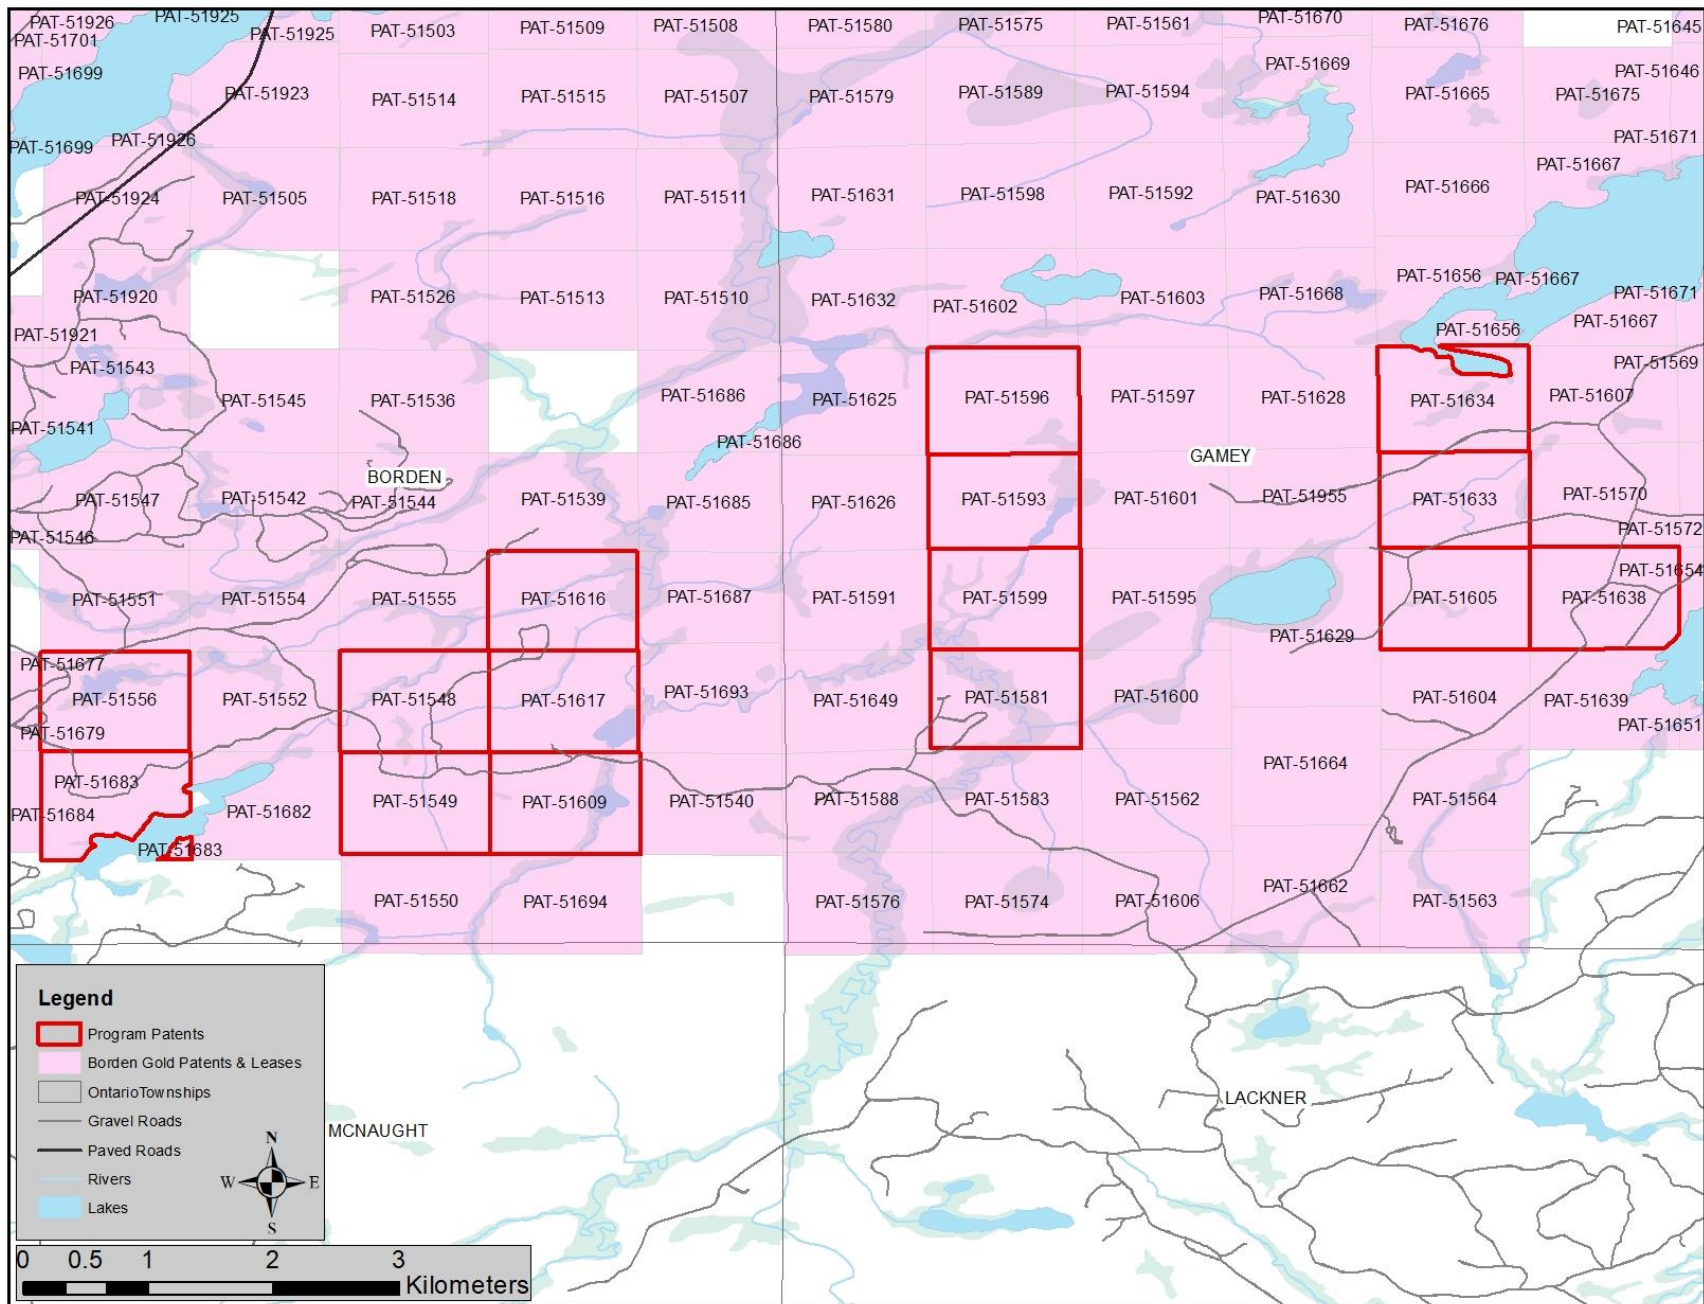 PAT-51926
PAT-51925
PAT-51701
PAT-51925
PAT-51503
PAT-51509
PAT-51508
PAT-51580
PAT-51575
PAT-51561
PAT-51670
PAT-51676
PAT-51645
PAT-51699
PAT-51923
PAT-51514
PAT-51515
PAT-51507
PAT-51579
PAT-51589
PAT-51594
PAT-51669
PAT-51665
PAT-51675
PAT-51646
PAT-51699
PAT-51926
PAT-51671
PAT-51667
PAT-51924
PAT-51505
PAT-51518
PAT-51516
PAT-51511
PAT-51631
PAT-51598
PAT-51592
PAT-51630
PAT-51666
PAT-51920
PAT-51526
PAT-51513
PAT-51510
PAT-51632
PAT-51602
PAT-51603
PAT-51668
PAT-51656
PAT-51667
PAT-51671
PAT-51921
PAT-51656
PAT-51667
PAT-51543
PAT-51569
PAT-51545
PAT-51536
PAT-51686
PAT-51625
PAT-51596
PAT-51597
PAT-51628
PAT-51634
PAT-51607
PAT-51541
PAT-51686
BORDEN
GAMEY
PAT-51547
PAT-51542
PAT-51544
PAT-51539
PAT-51685
PAT-51626
PAT-51593
PAT-51601
PAT-51955
PAT-51633
PAT-51570
PAT-51546
PAT-51572
PAT-51551
PAT-51554
PAT-51555
PAT-51616
PAT-51687
PAT-51591
PAT-51599
PAT-51595
PAT-51605
PAT-51638
PAT-51654
PAT-51629
PAT-51677
PAT-51556
PAT-51552
PAT-51548
PAT-51617
PAT-51693
PAT-51649
PAT-51581
PAT-51600
PAT-51604
PAT-51639
PAT-51679
PAT-51651
PAT-51664
PAT-51683
PAT-51684
PAT-51682
PAT-51549
PAT-51609
PAT-51540
PAT-51588
PAT-51583
PAT-51562
PAT-51564
PAT-51683
PAT-51550
PAT-51694
PAT-51576
PAT-51574
PAT-51606
PAT-51662
PAT-51563
LACKNER
MCNAUGHT
Legend
Program Patents
Borden Gold Patents & Leases
OntarioTownships
Gravel Roads
Paved Roads
Rivers
Lakes
N
W
E
S
0 0.5 1 2 3
Kilometers